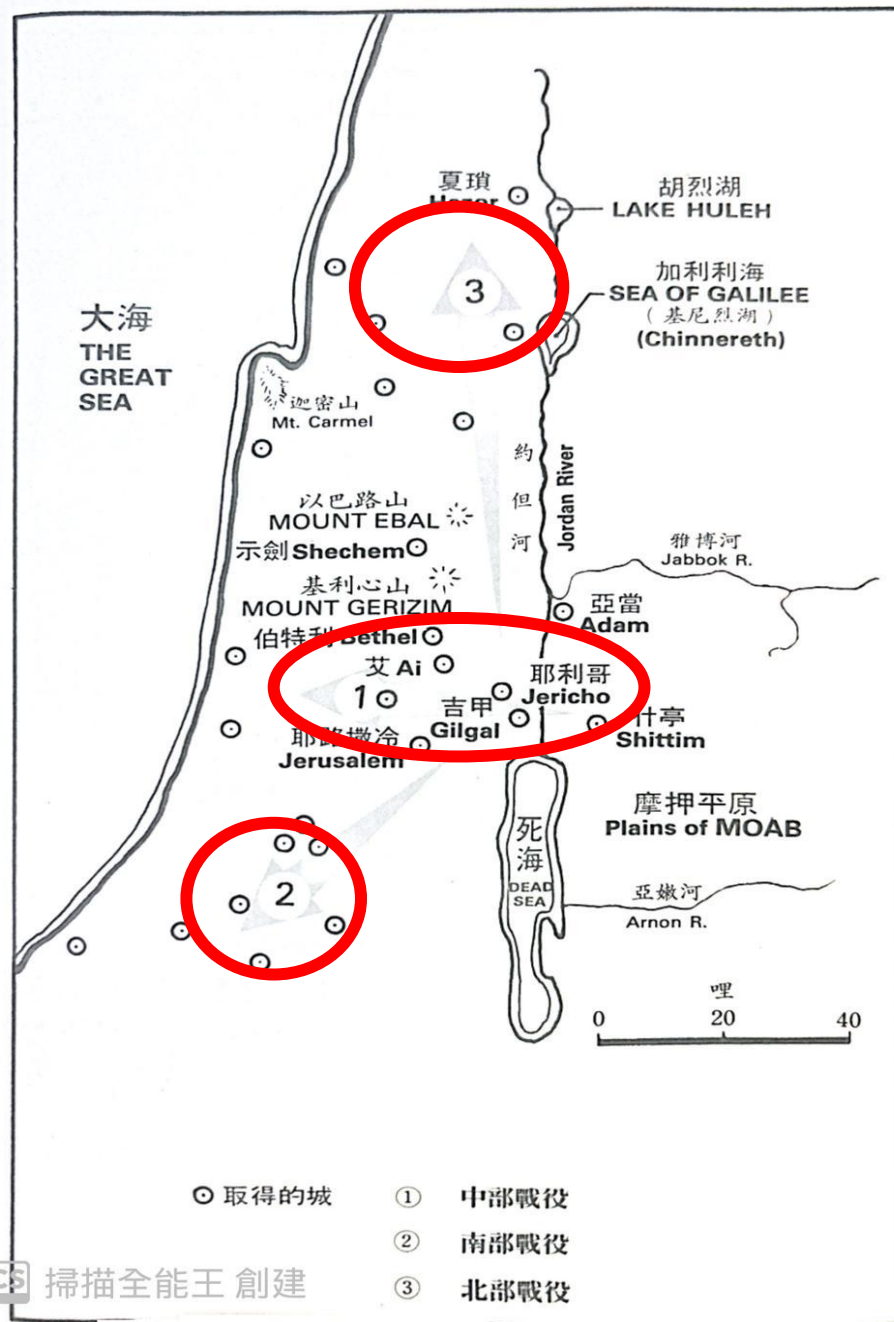 夏瑣
Hazor
胡烈湖
LAKE HULEH
加利利海
SEA OF GALILEE
(基尼烈湖)
(Chinnereth)
3
大海
THE
GREAT
SEA
迦密山
Mt. Carmel
約但河
Jordan River
以巴路山
MOUNT EBAL
示劍 Shechem
基利心山
MOUNT GERIZIM
雅博河
Jabbok R.
亞當
Adam
伯特利 Bethel
艾 Ai
耶利哥
Jericho
1
吉甲
Gilgal
什亭
Shittim
耶路撒冷
Jerusalem
摩押平原
Plains of MOAB
死海
DEAD
SEA
2
亞嫩河
Arnon R.
哩
0 20 40
取得的城
① 中部戰役
② 南部戰役
③ 北部戰役
CS 掃描全能王 創建